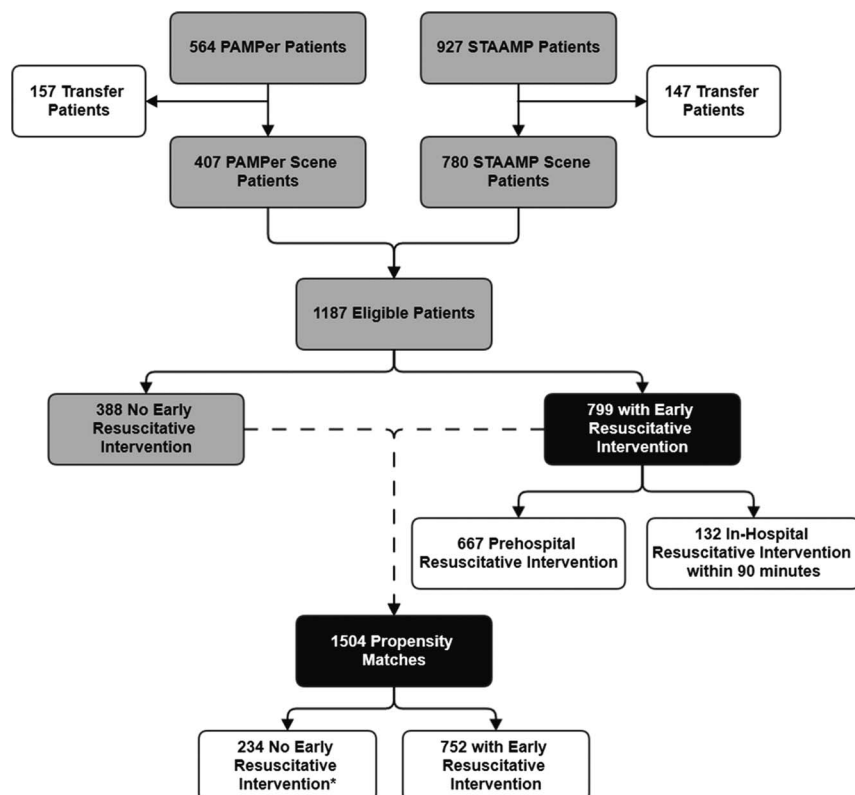 564 PAMPer Patients
927 STAAMP Patients
157 Transfer
Patients
147 Transfer
Patients
407 PAMPer Scene
Patients
780 STAAMP Scene
Patients
1187 Eligible Patients
388 No Early
Resuscitative
Intervention
799 with Early
Resuscitative
Intervention
667 Prehospital
Resuscitative Intervention
132 In-Hospital
Resuscitative Intervention
within 90 minutes
1504 Propensity
Matches
234 No Early
Resuscitative
Intervention*
752 with Early
Resuscitative
Intervention